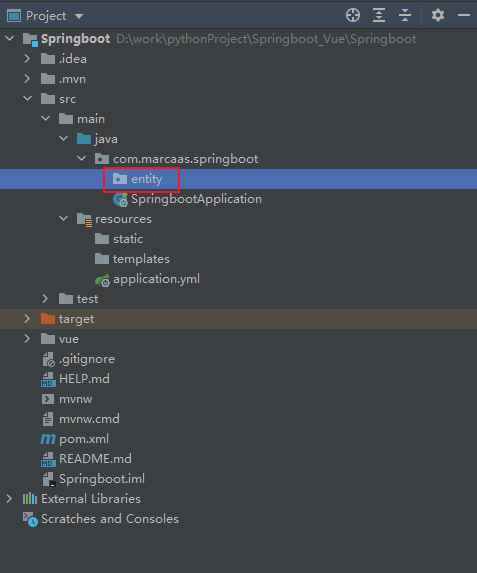 Project
Springboot D:\work\pythonProject\Springboot_Vue\Springboot
.idea
.mvn
src
main
java
com.marcaas.springboot
entity
SpringbootApplication
resources
static
templates
application.yml
test
target
vue
.gitignore
HELP.md
mvnw
mvnw.cmd
pom.xml
README.md
Springboot.iml
External Libraries
Scratches and Consoles